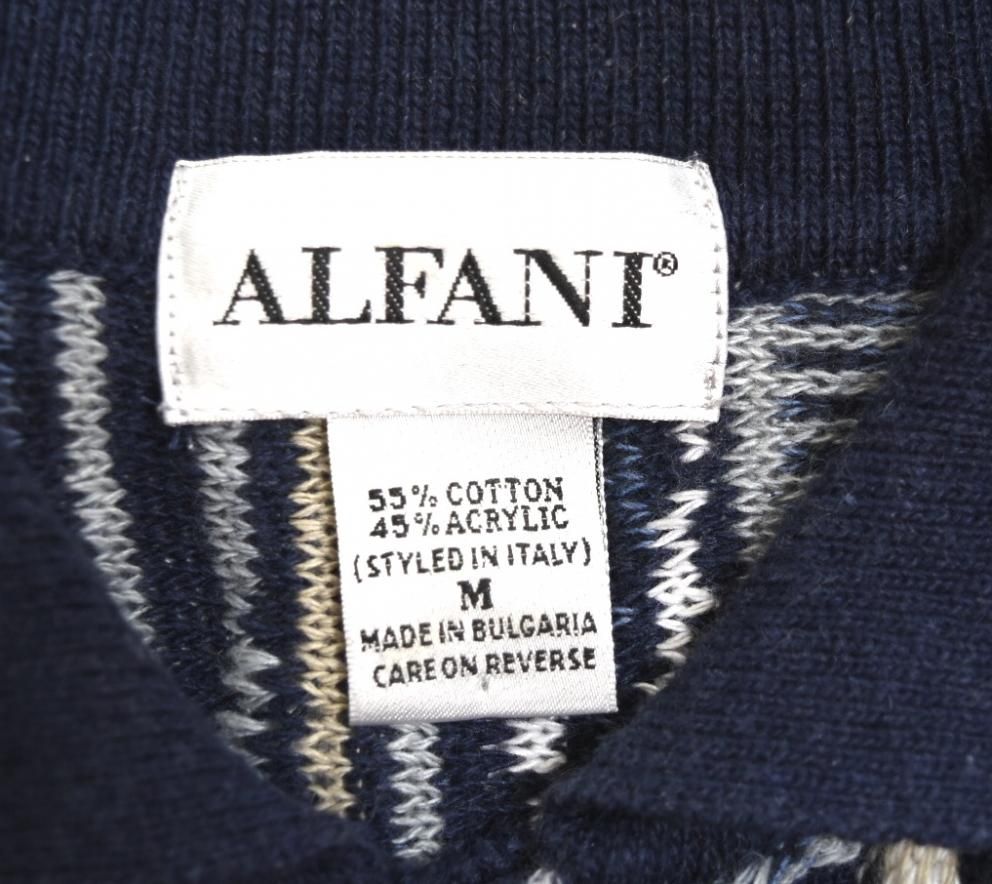 ALFANI®
55% COTTON
45% ACRYLIC
(STYLED IN ITALY)
M
MADE IN BULGARIA
CARE ON REVERSE